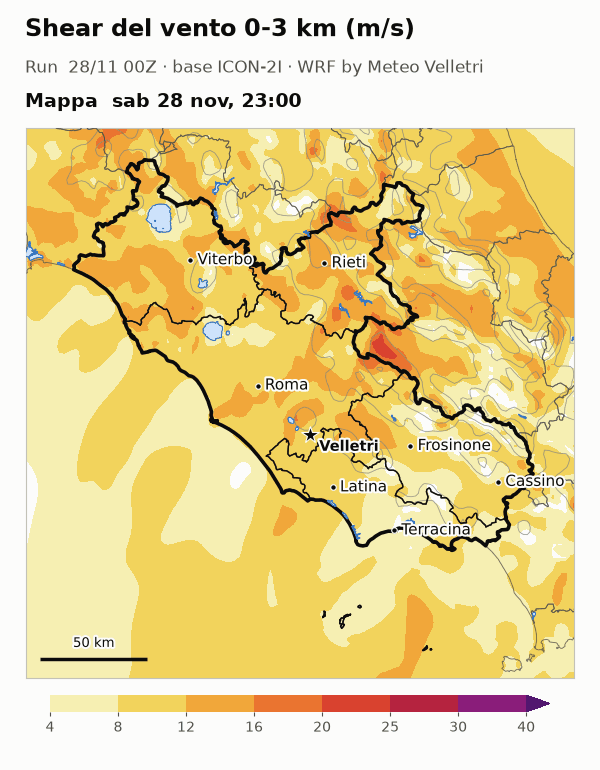 Shear del vento 0-3 km (m/s)
Run  28/11 00Z · base ICON-2I · WRF by Meteo Velletri
Mappa  sab 28 nov, 23:00
Viterbo
Rieti
Roma
Velletri
Frosinone
Latina
Cassino
Terracina
50 km
4 8 12 16 20 25 30 40